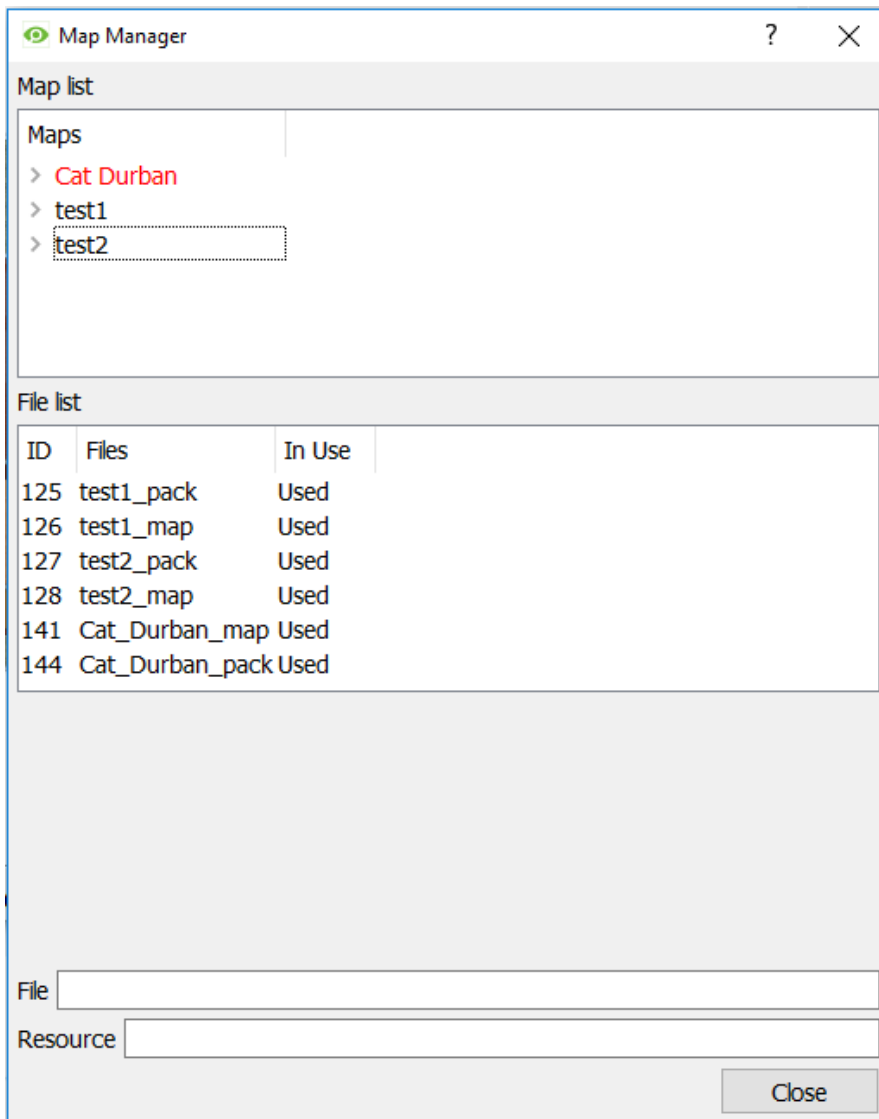 Map Manager ?
Map list
Maps
Cat Durban
test1
test2
File list
ID Files In Use
125 test1_pack Used
126 test1_map Used
127 test2_pack Used
128 test2_map Used
141 Cat_Durban_map Used
144 Cat_Durban_pack Used
File
Resource
Close